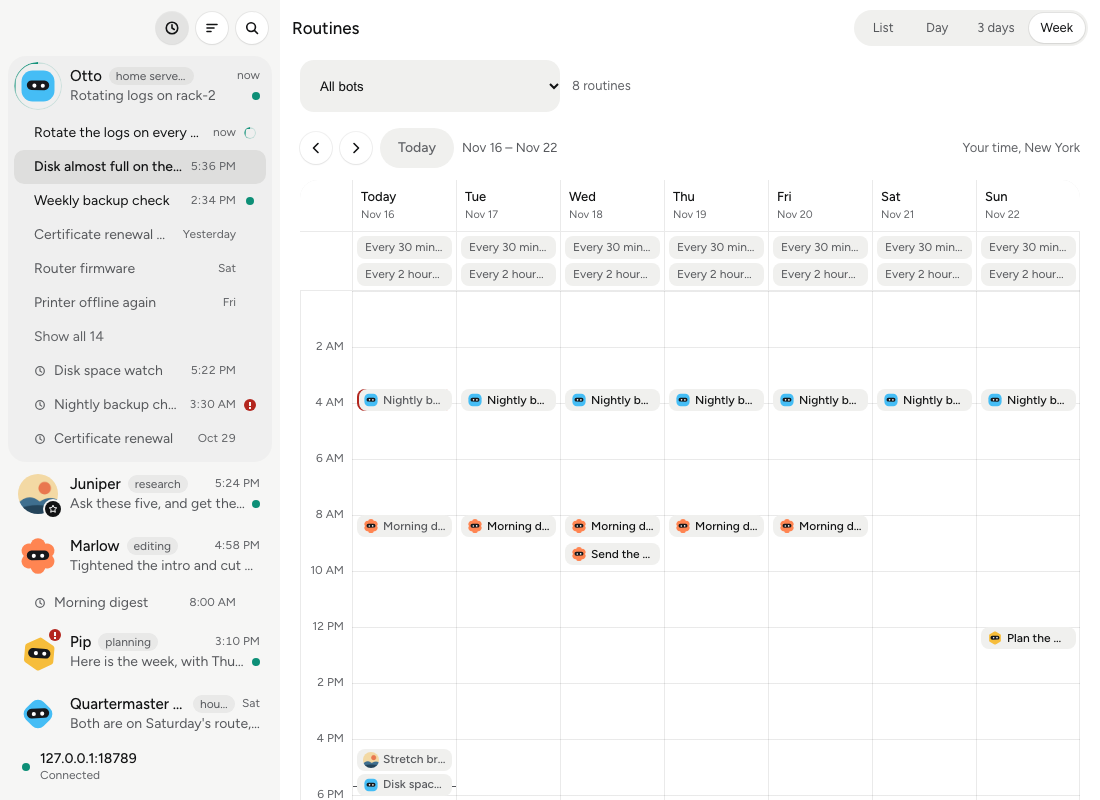 Otto home serve... now
Rotating logs on rack-2
Rotate the logs on every ... now
Disk almost full on the... 5:36 PM
Weekly backup check 2:34 PM
Certificate renewal ... Yesterday
Router firmware Sat
Printer offline again Fri
Show all 14
Disk space watch 5:22 PM
Nightly backup ch... 3:30 AM
Certificate renewal Oct 29
Juniper research 5:24 PM
Ask these five, and get the...
Marlow editing 4:58 PM
Tightened the intro and cut ...
Morning digest 8:00 AM
Pip planning 3:10 PM
Here is the week, with Thu...
Quartermaster ... hou... Sat
Both are on Saturday's route,...
127.0.0.1:18789
Connected
Routines
List Day 3 days Week
All bots 8 routines
Today Nov 16 – Nov 22 Your time, New York
Today Tue Wed Thu Fri Sat Sun
Nov 16 Nov 17 Nov 18 Nov 19 Nov 20 Nov 21 Nov 22
Every 30 min... Every 30 min... Every 30 min... Every 30 min... Every 30 min... Every 30 min... Every 30 min...
Every 2 hour... Every 2 hour... Every 2 hour... Every 2 hour... Every 2 hour... Every 2 hour... Every 2 hour...
2 AM
4 AM Nightly b... Nightly b... Nightly b... Nightly b... Nightly b... Nightly b... Nightly b...
6 AM
8 AM Morning d... Morning d... Morning d... Morning d... Morning d...
Send the ...
10 AM
12 PM Plan the ...
2 PM
4 PM
Stretch br...
Disk spac...
6 PM